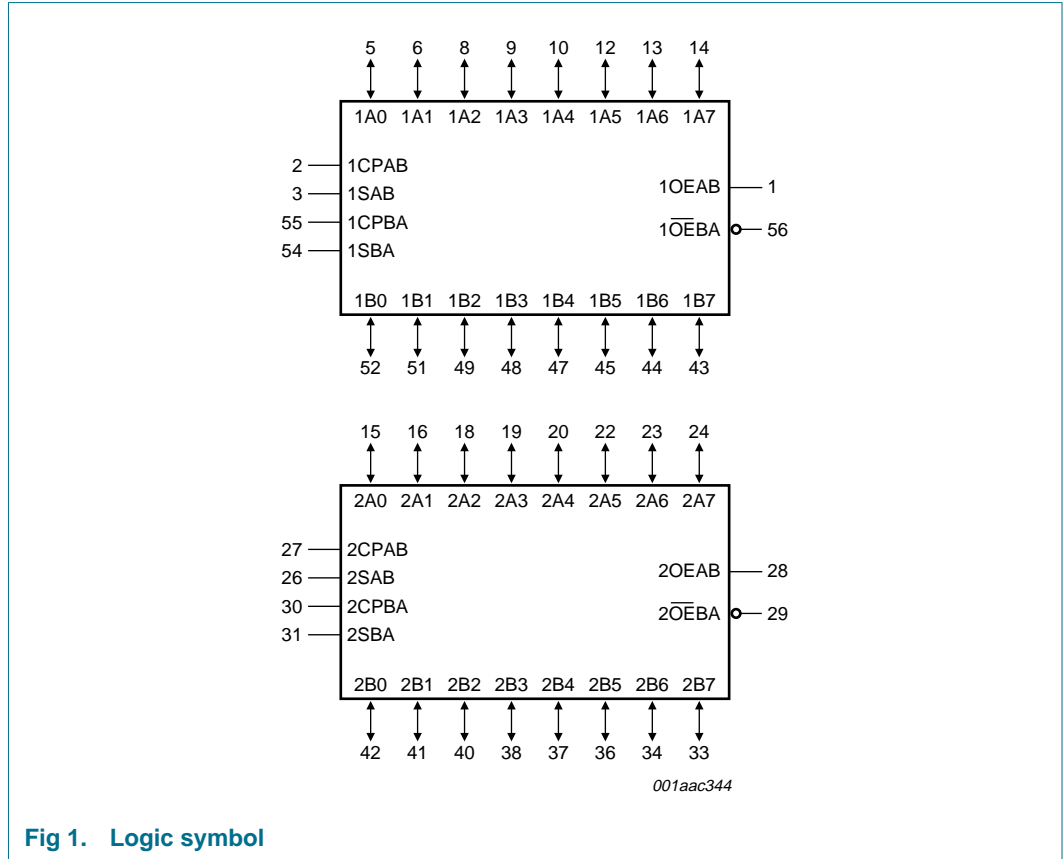 5 6 8 9 10 12 13 14
1A0 1A1 1A2 1A3 1A4 1A5 1A6 1A7
2 1CPAB
3 1SAB
55 1CPBA
54 1SBA
1OEAB 1
1O̅E̅BA 56
1B0 1B1 1B2 1B3 1B4 1B5 1B6 1B7
52 51 49 48 47 45 44 43
15 16 18 19 20 22 23 24
2A0 2A1 2A2 2A3 2A4 2A5 2A6 2A7
27 2CPAB
26 2SAB
30 2CPBA
31 2SBA
2OEAB 28
2O̅E̅BA 29
2B0 2B1 2B2 2B3 2B4 2B5 2B6 2B7
42 41 40 38 37 36 34 33
001aac344
Fig 1. Logic symbol